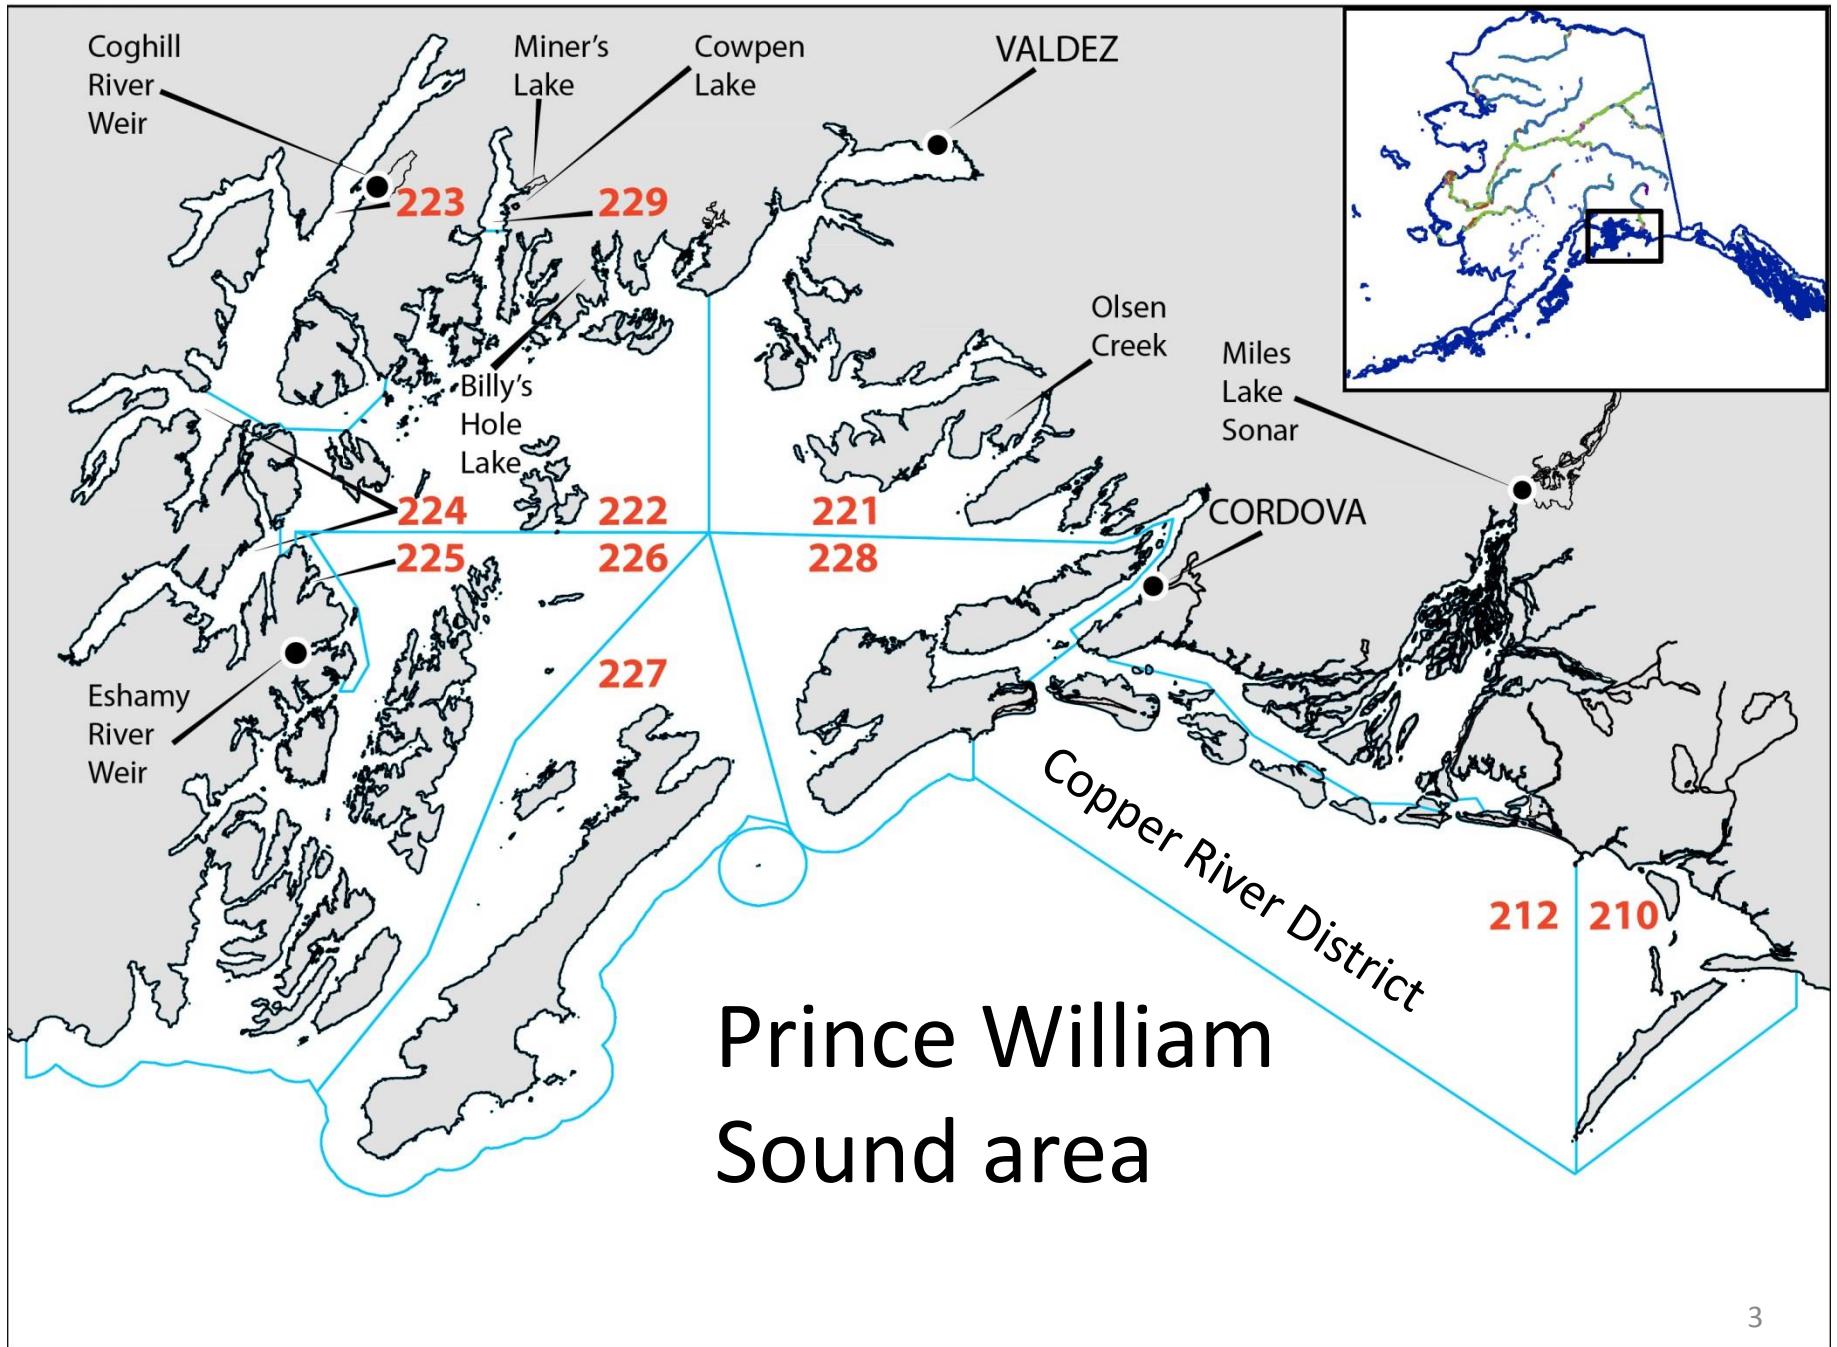 Coghill
River
Weir
Miner's
Lake
Cowpen
Lake
VALDEZ
223
229
Olsen
Creek
Miles
Lake
Sonar
Billy's
Hole
Lake
224
222
221
CORDOVA
225
226
228
227
Eshamy
River
Weir
Copper River District
212
210
Prince William
Sound area
3